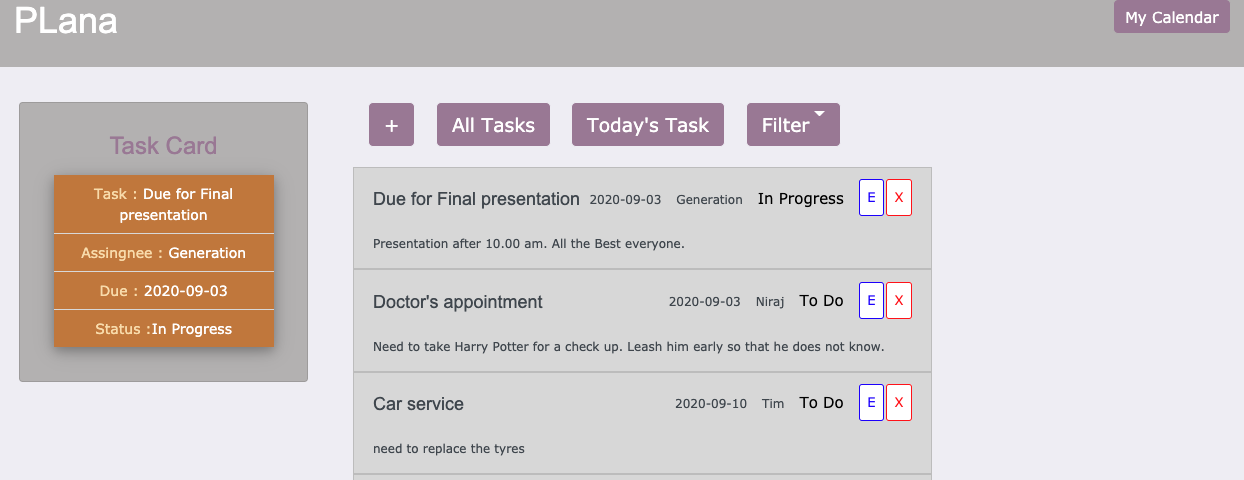 PLana
My Calendar
Task Card
Task : Due for Final
presentation
Assingnee : Generation
Due : 2020-09-03
Status :In Progress
+ All Tasks Today's Task Filter
Due for Final presentation 2020-09-03 Generation In Progress E X
Presentation after 10.00 am. All the Best everyone.
Doctor's appointment 2020-09-03 Niraj To Do E X
Need to take Harry Potter for a check up. Leash him early so that he does not know.
Car service 2020-09-10 Tim To Do E X
need to replace the tyres